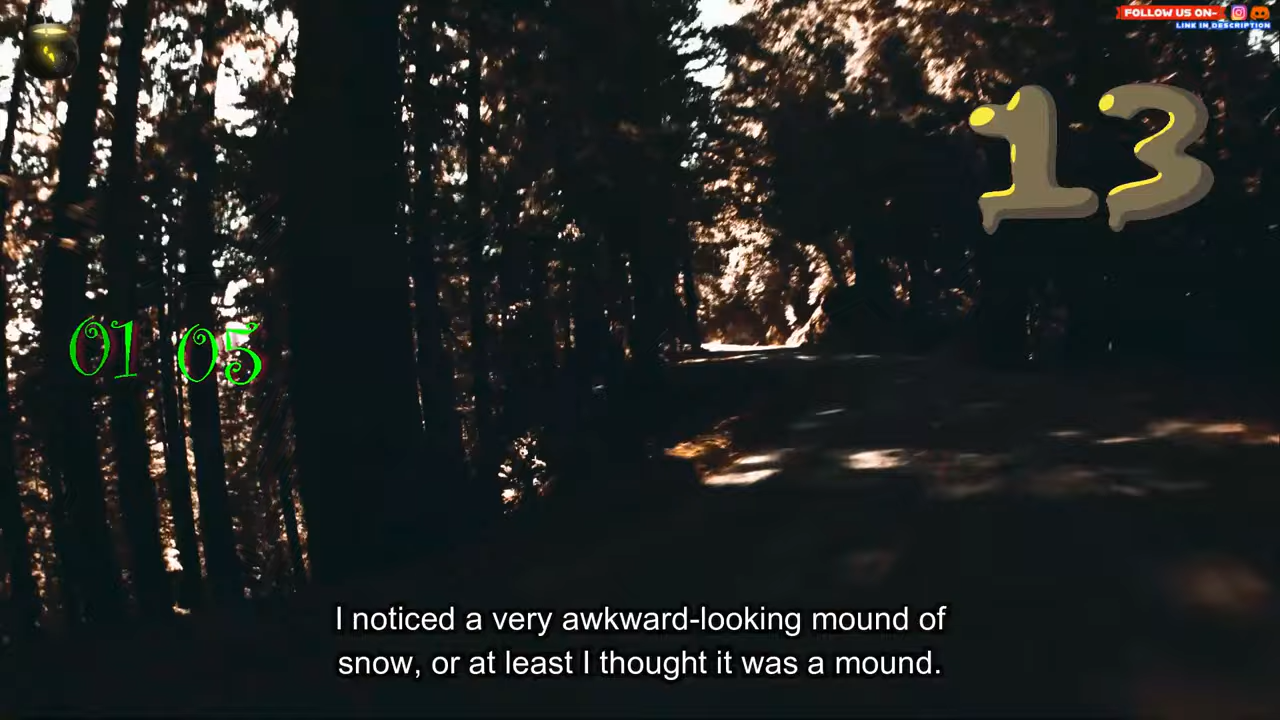 FOLLOW US ON-
LINK IN DESCRIPTION
13
01 05
I noticed a very awkward-looking mound of
snow, or at least I thought it was a mound.